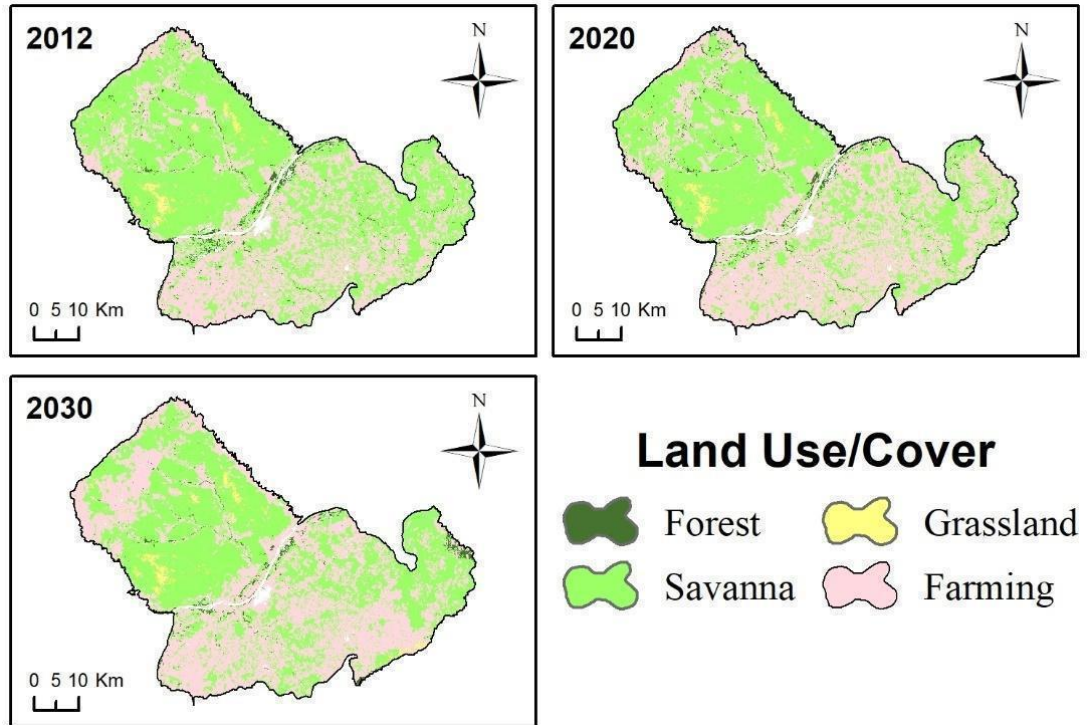 2012
N
0 5 10 Km
2020
N
0 5 10 Km
2030
N
0 5 10 Km
Land Use/Cover
Forest
Grassland
Savanna
Farming